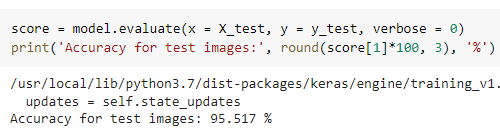 score = model.evaluate(x = X_test, y = y_test, verbose = 0)
print('Accuracy for test images:', round(score[1]*100, 3), '%')
/usr/local/lib/python3.7/dist-packages/keras/engine/training_v1.
updates = self.state_updates
Accuracy for test images: 95.517 %